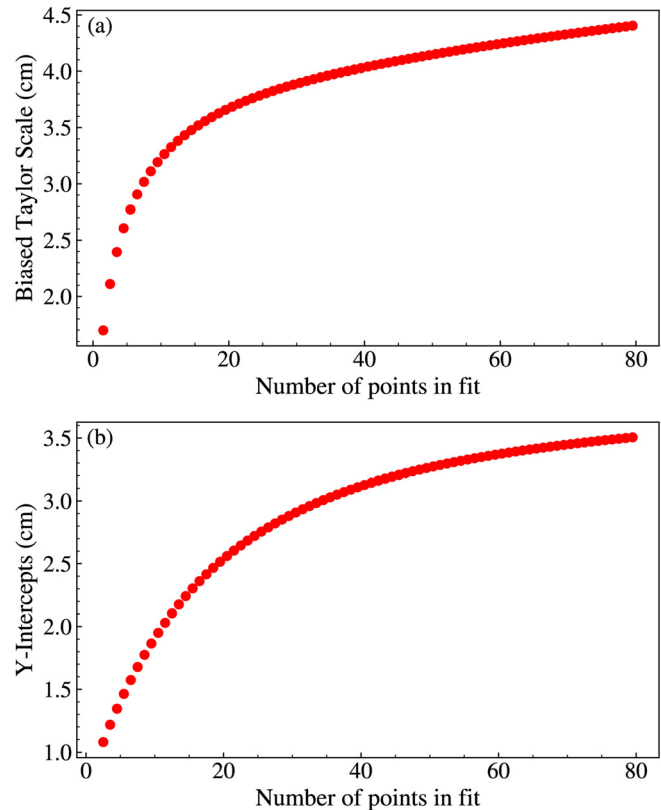 (a)
Biased Taylor Scale (cm)
4.5
4.0
3.5
3.0
2.5
2.0
0 20 40 60 80
Number of points in fit
(b)
Y-Intercepts (cm)
3.5
3.0
2.5
2.0
1.5
1.0
0 20 40 60 80
Number of points in fit